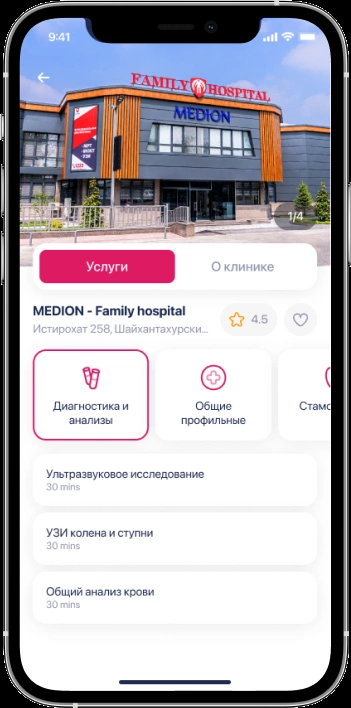 9:41
FAMILY HOSPITAL
MEDION
1/4
Услуги
О клинике
MEDION - Family hospital
Истирохат 258, Шайхантахурски...
4.5
Диагностика и
анализы
Общие
профильные
Стамо
Ультразвуковое исследование
30 mins
УЗИ колена и ступни
30 mins
Общий анализ крови
30 mins